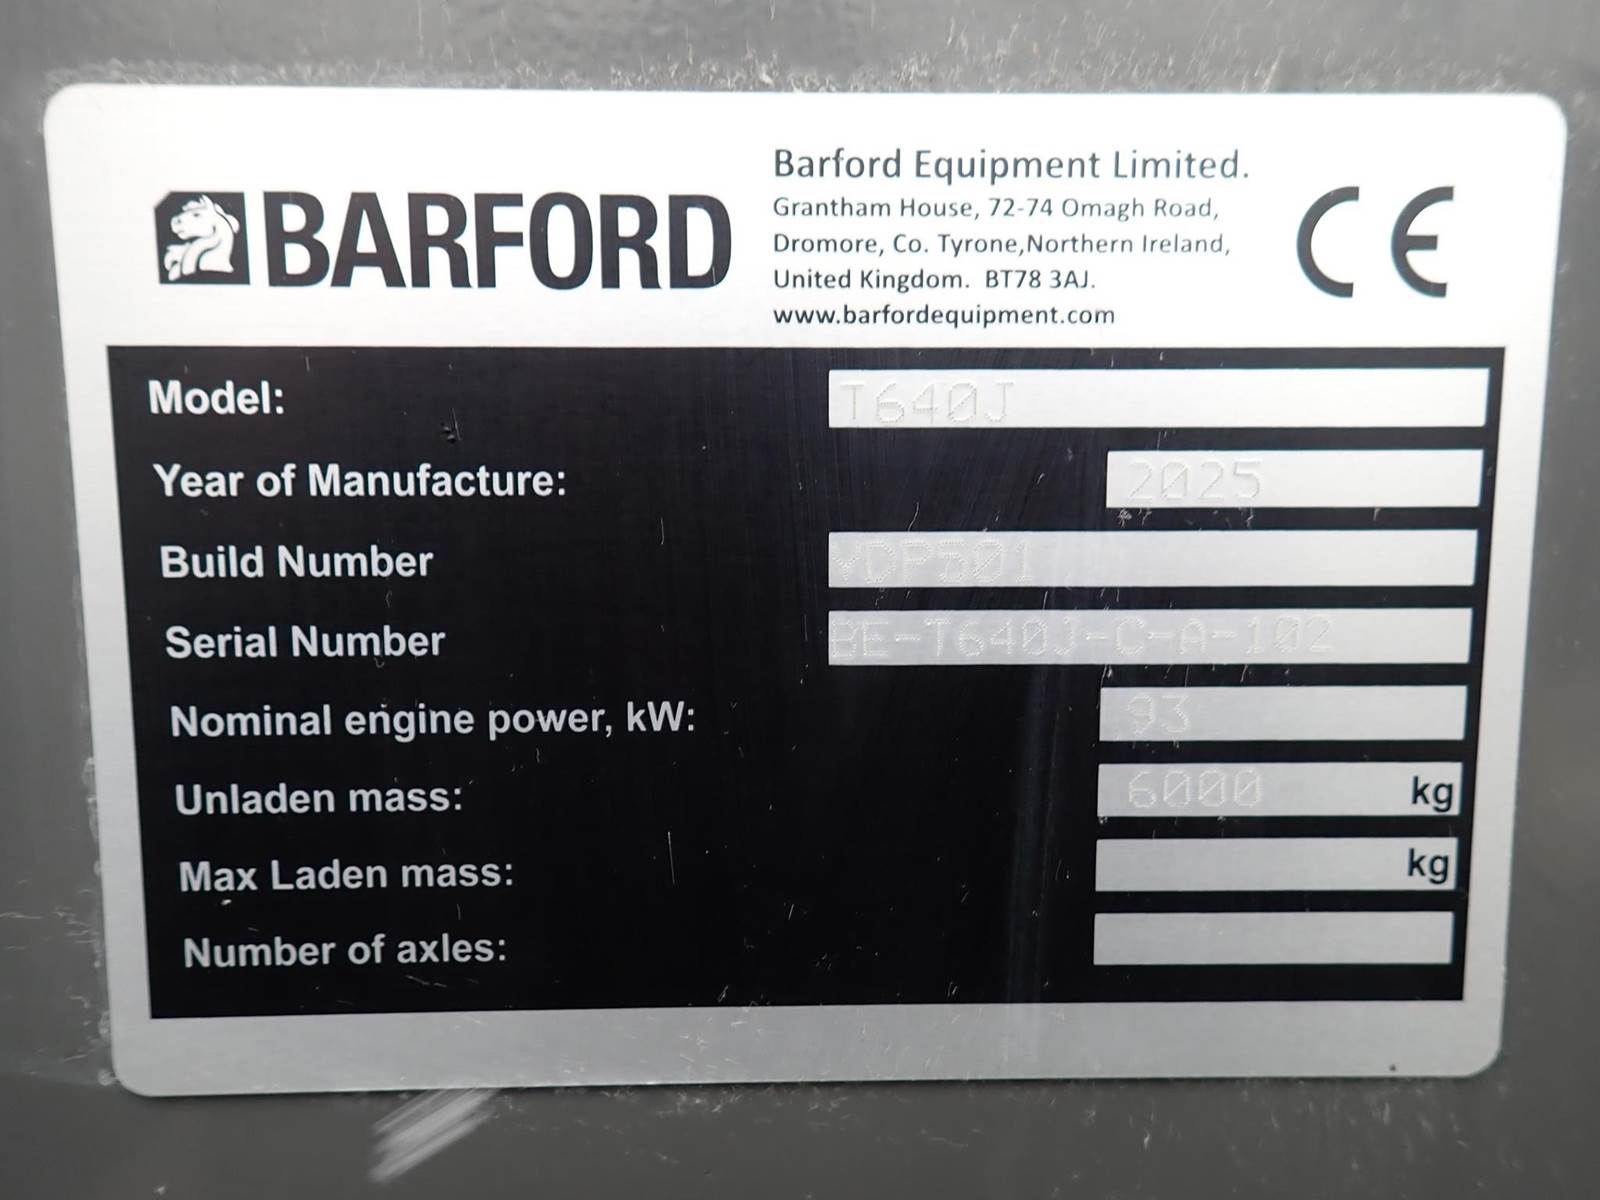 BARFORD
Barford Equipment Limited.
Grantham House, 72-74 Omagh Road,
Dromore, Co. Tyrone,Northern Ireland,
United Kingdom. BT78 3AJ.
www.barfordequipment.com
CE
Model: T640J
Year of Manufacture: 2025
Build Number vDP501
Serial Number BE-T640J-C-A-102
Nominal engine power, kW: 93
Unladen mass: 6000 kg
Max Laden mass: kg
Number of axles: